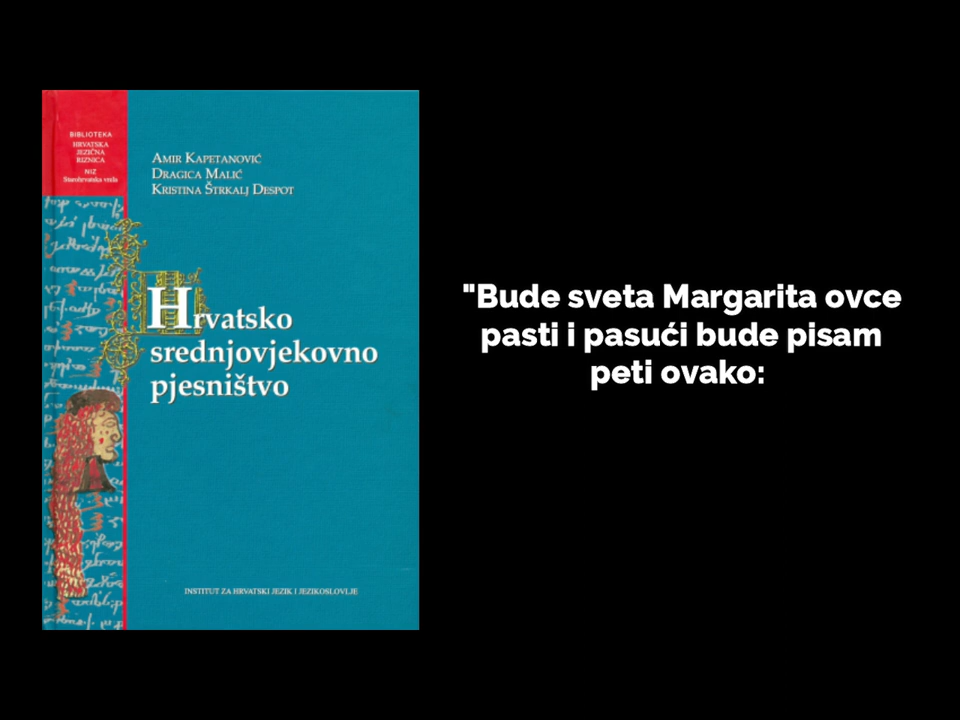 BIBLIOTEKA
HRVATSKA
JEZIČNA
RIZNICA
NIZ
Starohrvatska vrela
AMIR KAPETANOVIĆ
DRAGICA MALIĆ
KRISTINA ŠTRKALJ DESPOT
Hrvatsko
srednjovjekovno
pjesništvo
INSTITUT ZA HRVATSKI JEZIK I JEZIKOSLOVLJE
"Bude sveta Margarita ovce
pasti i pasući bude pisam
peti ovako: